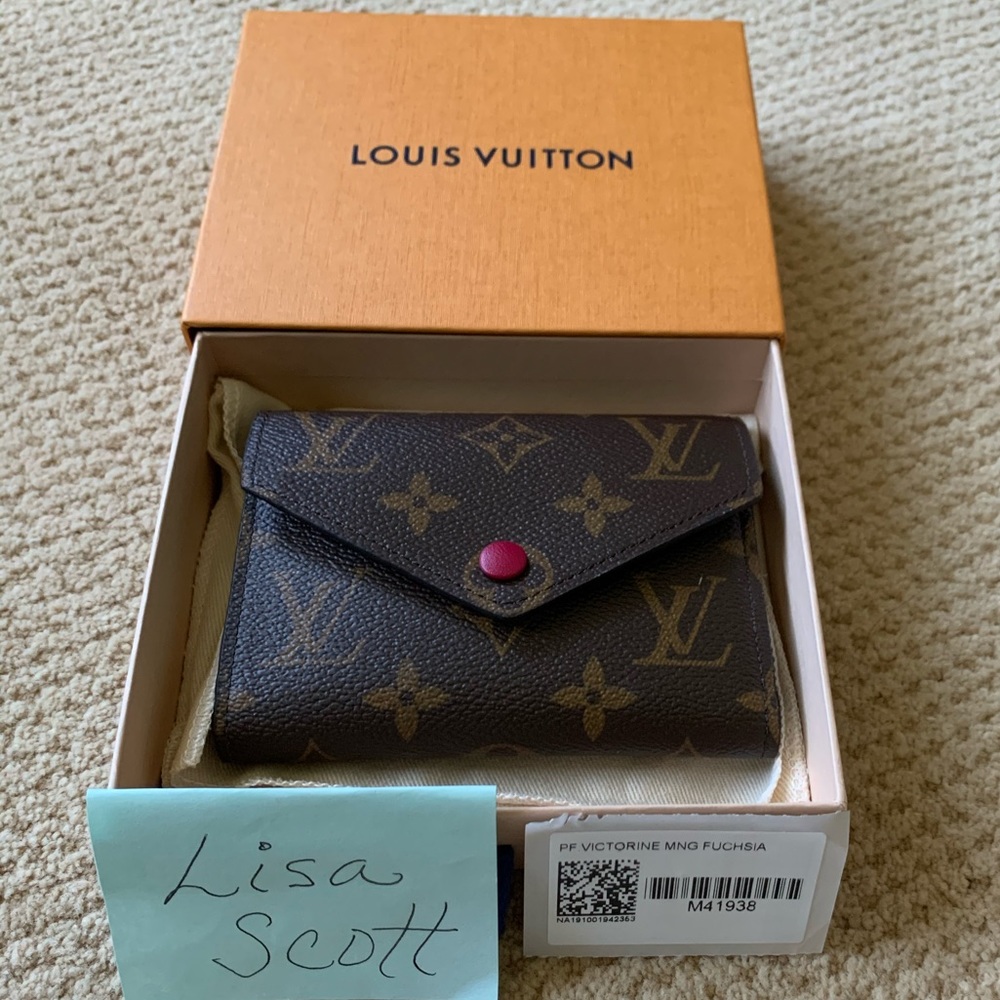 LOUIS VUITTON
Lisa
Scott
PF VICTORINE MNG FUCHSIA
NA191001942363
M41938